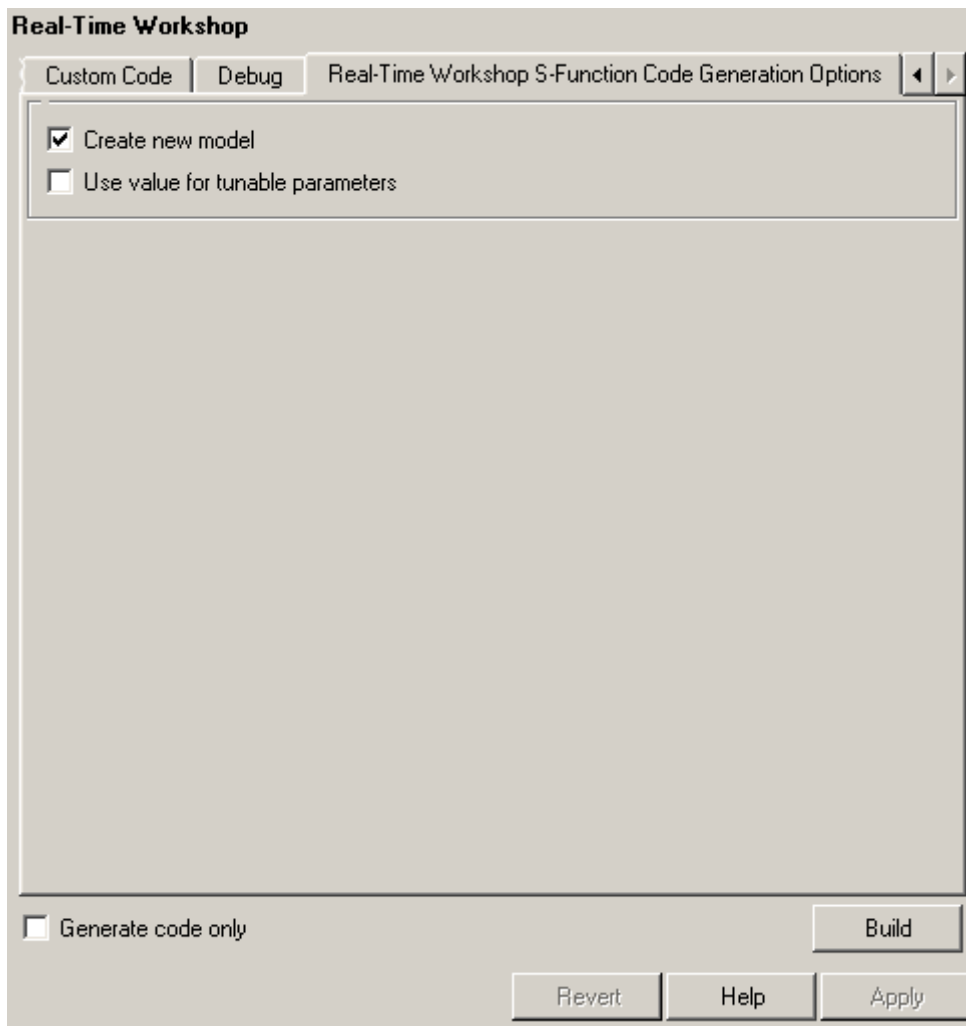 Real-Time Workshop
Custom Code Debug Real-Time Workshop S-Function Code Generation Options
Create new model
Use value for tunable parameters
Generate code only Build
Revert Help Apply